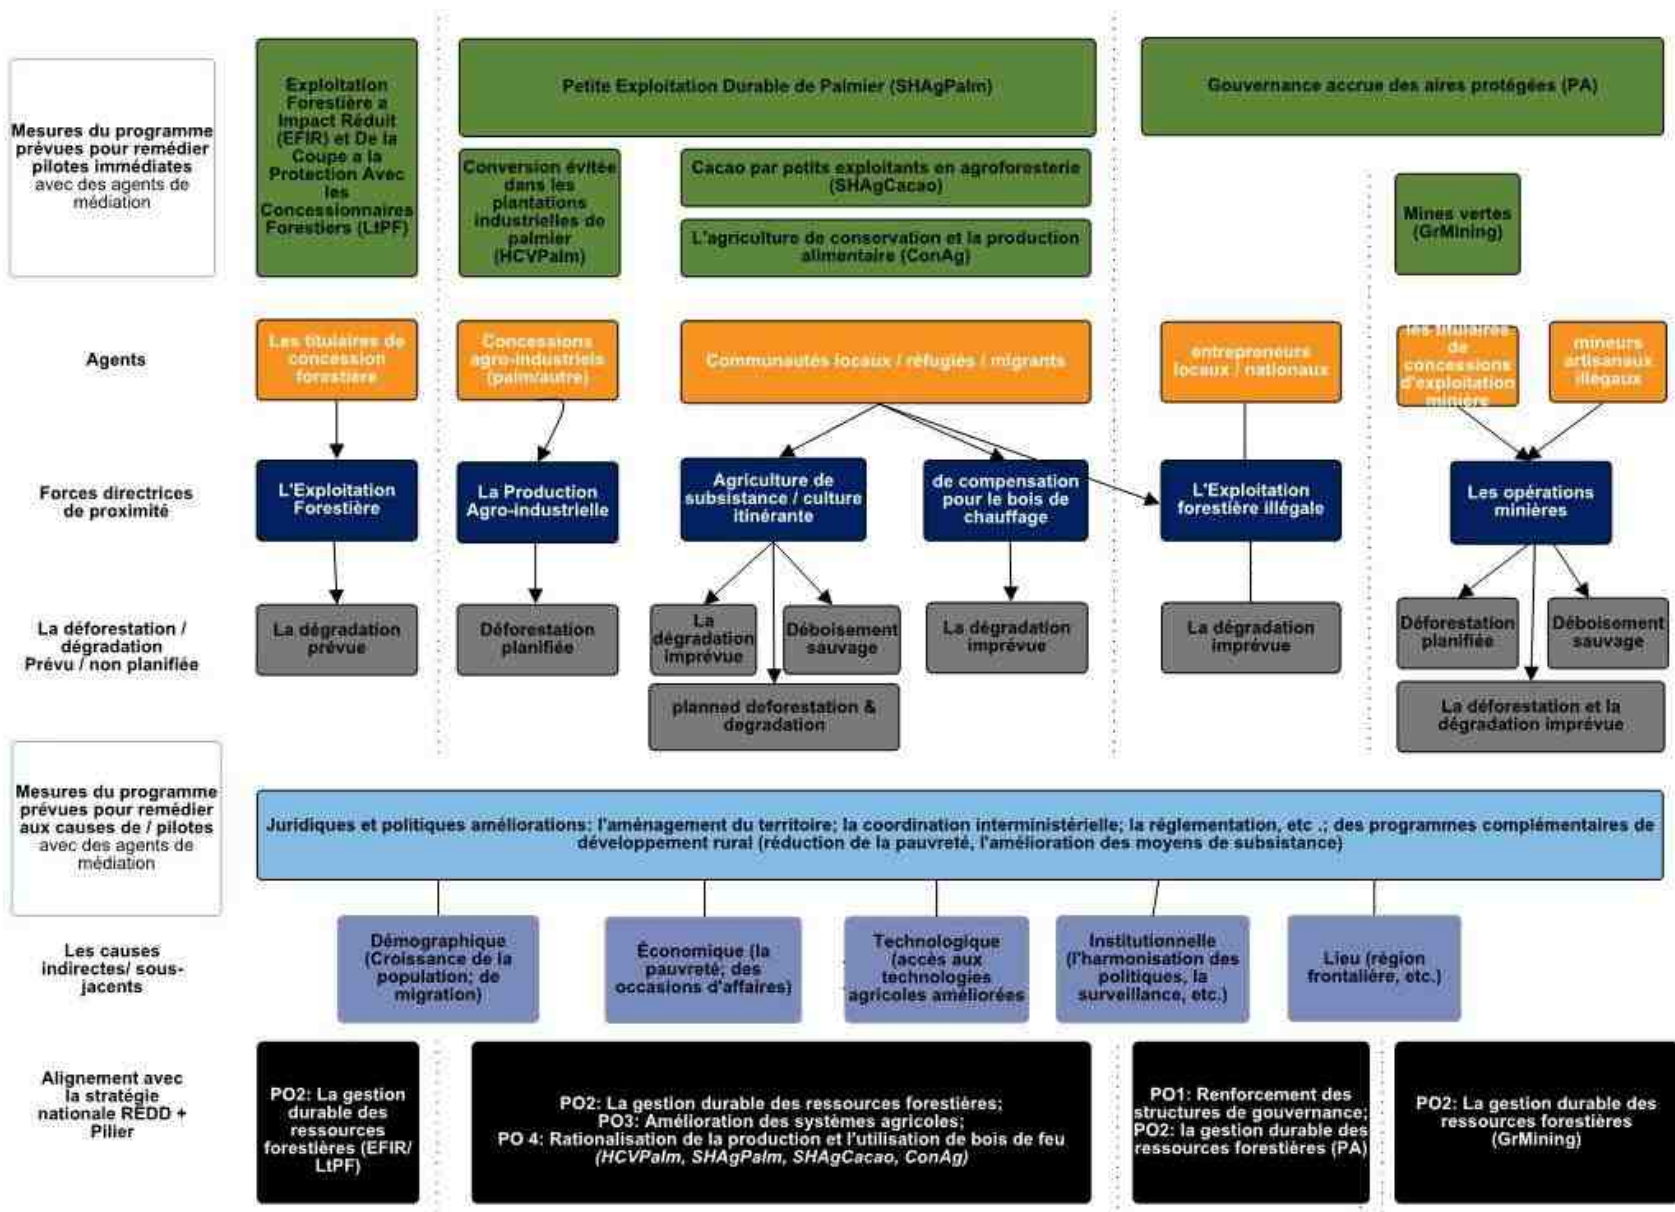 Mesures du programme
prévues pour remédier
pilotes immédiates
avec des agents de
médiation
Exploitation
Forestière a
Impact Réduit
(EFIR) et De la
Coupe a la
Protection Avec
les
Concessionnaires
Forestiers (LtPF)
Petite Exploitation Durable de Palmier (SHAgPalm)
Conversion évitée
dans les
plantations
industrielles de
palmier
(HCVPalm)
Cacao par petits exploitants en agroforesterie
(SHAgCacao)
L'agriculture de conservation et la production
alimentaire (ConAg)
Gouvernance accrue des aires protégées (PA)
Mines vertes
(GrMining)
Agents
Les titulaires de
concession
forestière
Concessions
agro-industriels
(palm/autre)
Communautés locaux / réfugiés / migrants
entrepreneurs
locaux / nationaux
les titulaires
de
concessions
d'exploitation
minière
mineurs
artisanaux
illégaux
Forces directrices
de proximité
L'Exploitation
Forestière
La Production
Agro-industrielle
Agriculture de
subsistance / culture
itinérante
de compensation
pour le bois de
chauffage
L'Exploitation
forestière illégale
Les opérations
minières
La déforestation /
dégradation
Prévu / non planifiée
La dégradation
prévue
Déforestation
planifiée
La
dégradation
imprévue
Déboisement
sauvage
planned deforestation &
degradation
La dégradation
imprévue
La dégradation
imprévue
Déforestation
planifiée
Déboisement
sauvage
La déforestation et la
dégradation imprévue
Mesures du programme
prévues pour remédier
aux causes de / pilotes
avec des agents de
médiation
Juridiques et politiques améliorations; l'aménagement du territoire; la coordination interministérielle; la réglementation, etc .; des programmes complémentaires de
développement rural (réduction de la pauvreté, l'amélioration des moyens de subsistance)
Les causes
indirectes/ sous-
jacents
Démographique
(Croissance de la
population; de
migration)
Économique (la
pauvreté; des
occasions d'affaires)
Technologique
(accès aux
technologies
agricoles améliorées
Institutionnelle
(l'harmonisation des
politiques, la
surveillance, etc.)
Lieu (région
frontalière, etc.)
Alignement avec
la stratégie
nationale REDD +
Pilier
PO2: La gestion
durable des
ressources
forestières (EFIR/
LtPF)
PO2: La gestion durable des ressources forestières;
PO3: Amélioration des systèmes agricoles;
PO 4: Rationalisation de la production et l'utilisation de bois de feu
(HCVPalm, SHAgPalm, SHAgCacao, ConAg)
PO1: Renforcement des
structures de gouvernance;
PO2: la gestion durable des
ressources forestières (PA)
PO2: La gestion durable des
ressources forestières
(GrMining)